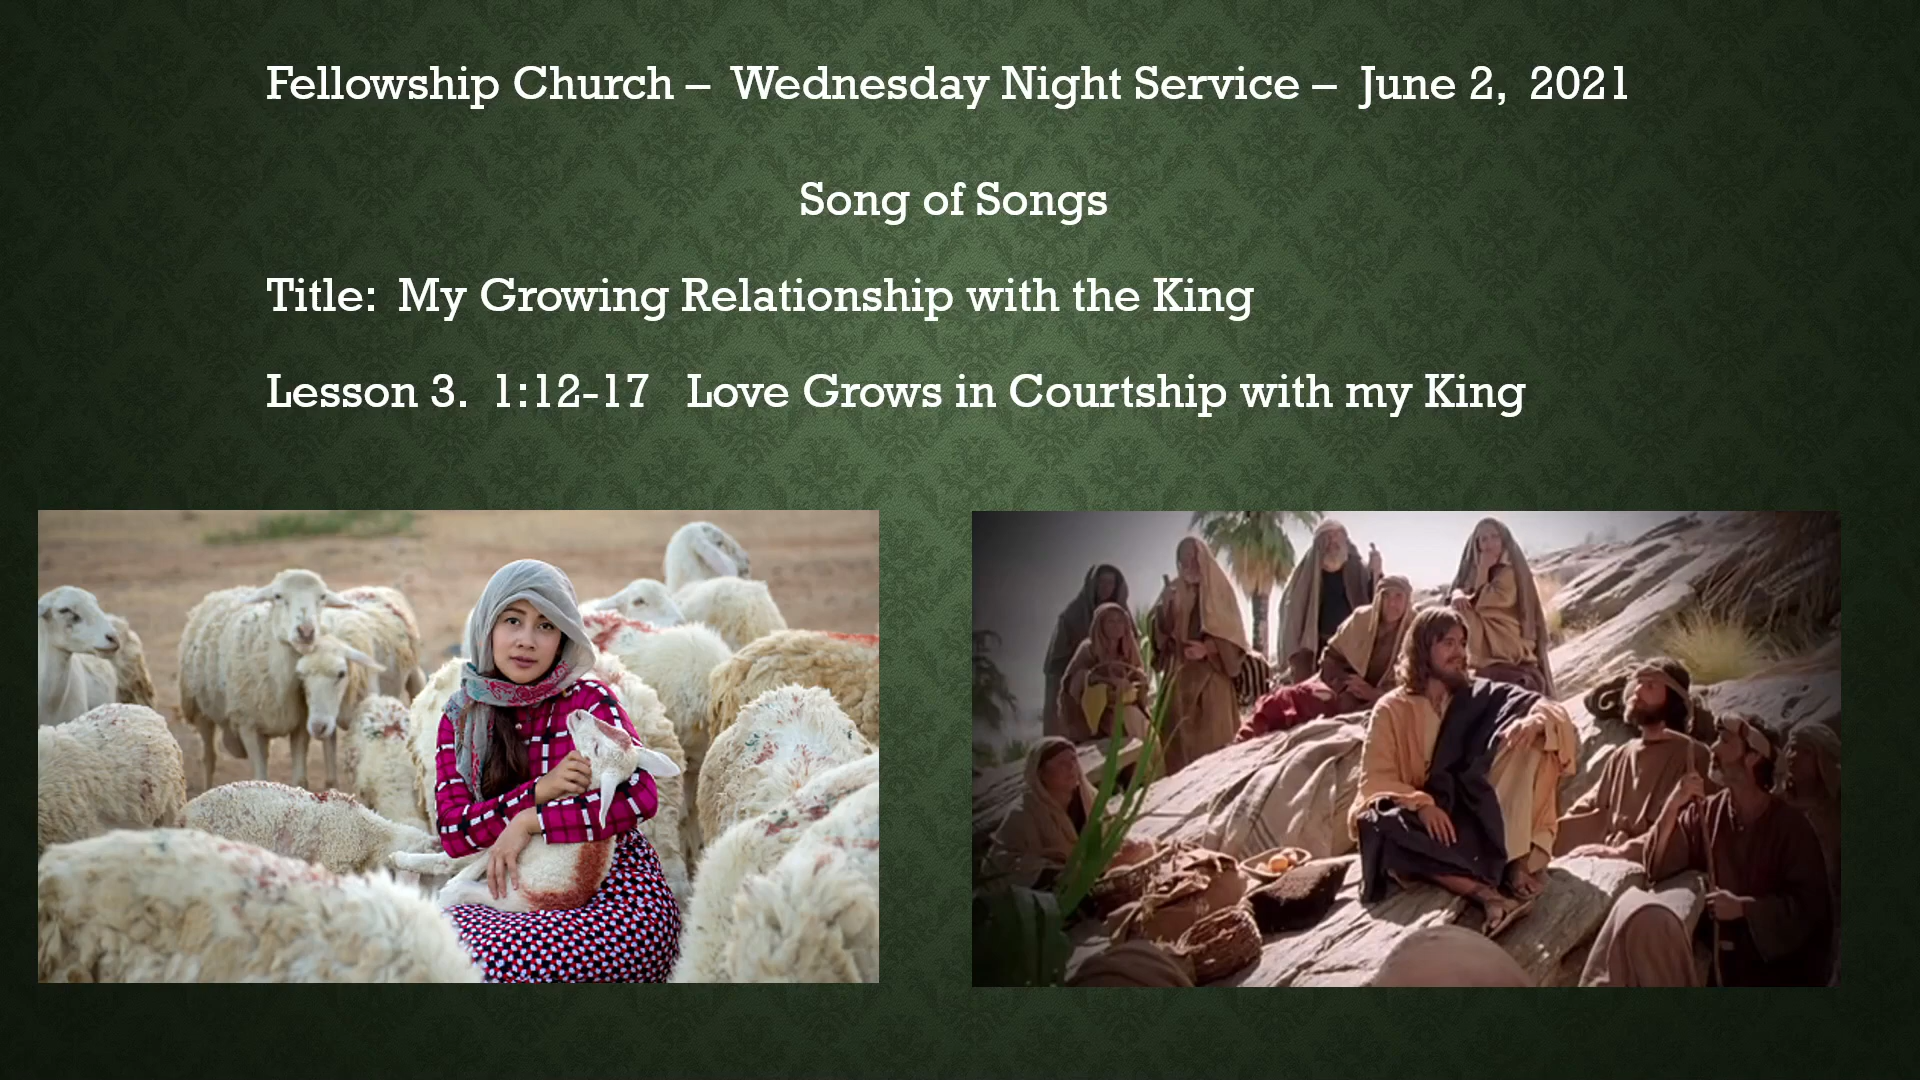 Fellowship Church – Wednesday Night Service – June 2, 2021
Song of Songs
Title: My Growing Relationship with the King
Lesson 3. 1:12-17 Love Grows in Courtship with my King